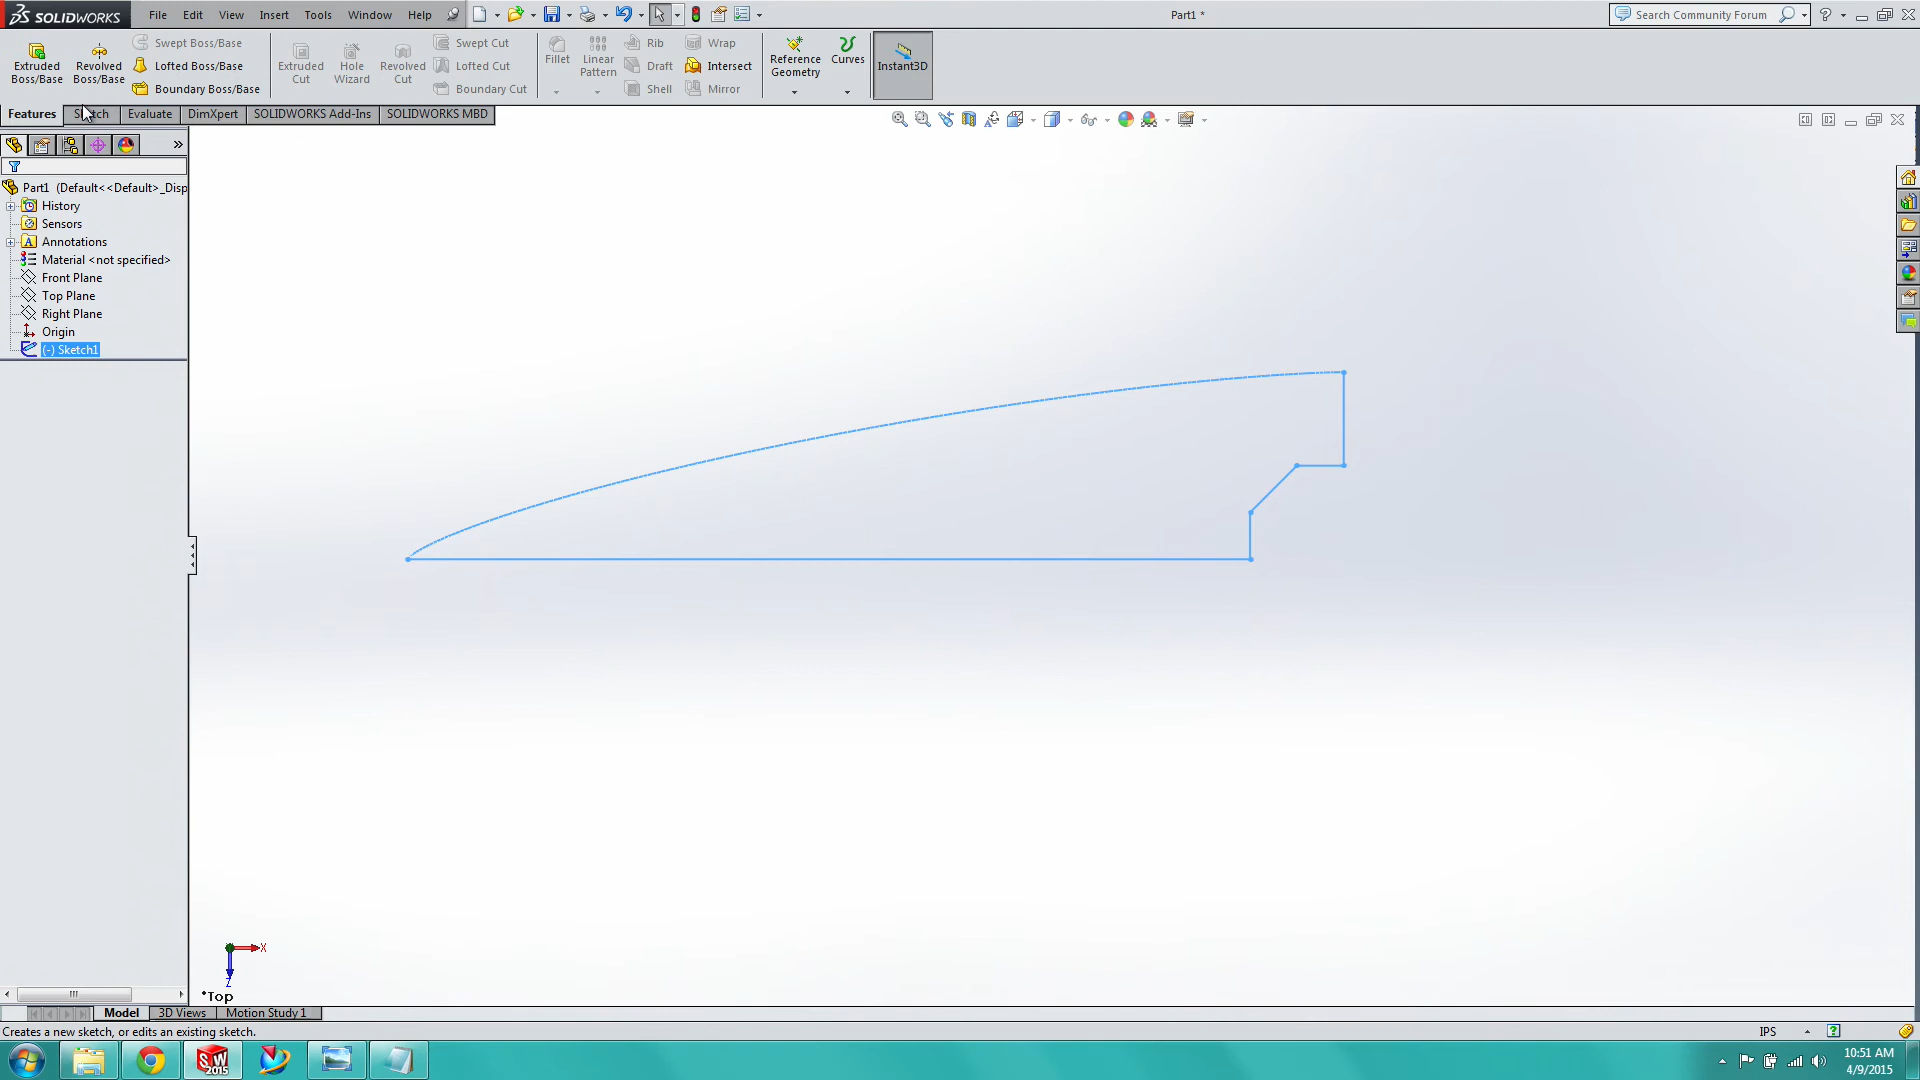 SOLIDWORKS File Edit View Insert Tools Window Help Part1 * Search Community Forum ?
Extruded Boss/Base
Revolved Boss/Base
Swept Boss/Base
Lofted Boss/Base
Boundary Boss/Base
Extruded Cut
Hole Wizard
Revolved Cut
Swept Cut
Lofted Cut
Boundary Cut
Fillet
Linear Pattern
Rib
Draft
Shell
Wrap
Intersect
Mirror
Reference Geometry
Curves
Instant3D
Features Sketch Evaluate DimXpert SOLIDWORKS Add-Ins SOLIDWORKS MBD
Part1 (Default<<Default>_Disp
History
Sensors
A Annotations
Material <not specified>
Front Plane
Top Plane
Right Plane
Origin
(-) Sketch1
X
Z
*Top
Model 3D Views Motion Study 1
Creates a new sketch, or edits an existing sketch. IPS ?
SW 2015
10:51 AM
4/9/2015